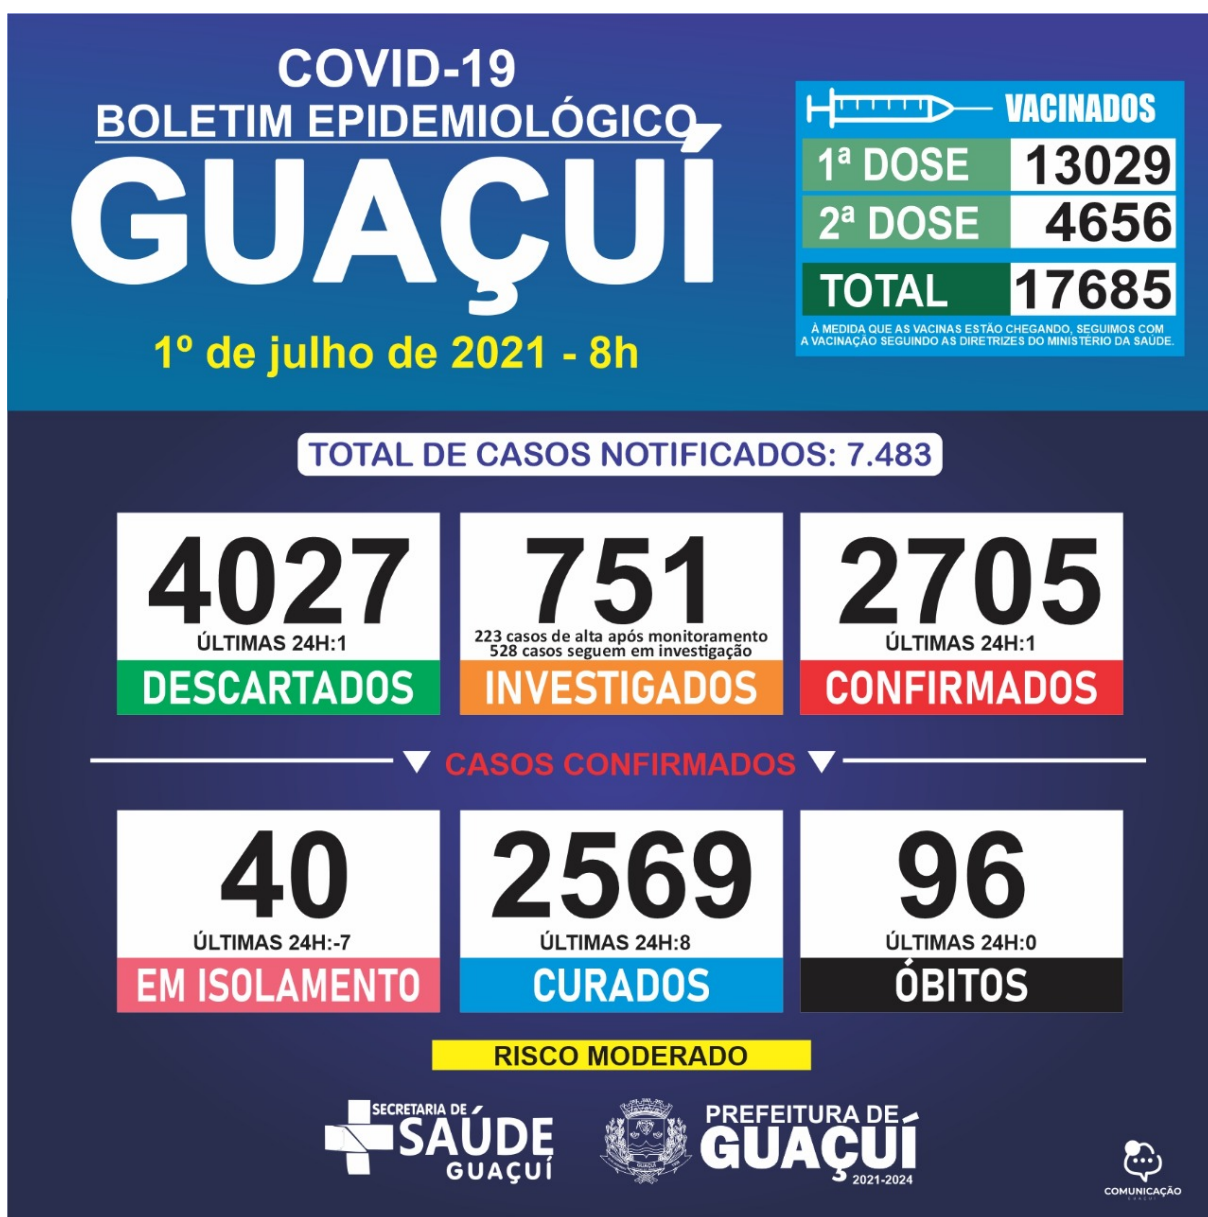 COVID-19
BOLETIM EPIDEMIOLÓGICO
GUAÇUÍ
1º de julho de 2021 - 8h
VACINADOS
1ª DOSE 13029
2ª DOSE 4656
TOTAL 17685
À MEDIDA QUE AS VACINAS ESTÃO CHEGANDO, SEGUIMOS COM
A VACINAÇÃO SEGUINDO AS DIRETRIZES DO MINISTÉRIO DA SAÚDE.
TOTAL DE CASOS NOTIFICADOS: 7.483
4027
ÚLTIMAS 24H:1
DESCARTADOS
751
223 casos de alta após monitoramento
528 casos seguem em investigação
INVESTIGADOS
2705
ÚLTIMAS 24H:1
CONFIRMADOS
CASOS CONFIRMADOS
40
ÚLTIMAS 24H:-7
EM ISOLAMENTO
2569
ÚLTIMAS 24H:8
CURADOS
96
ÚLTIMAS 24H:0
ÓBITOS
RISCO MODERADO
SECRETARIA DE
SAÚDE
GUAÇUÍ
PREFEITURA DE
GUAÇUÍ
2021-2024
COMUNICAÇÃO